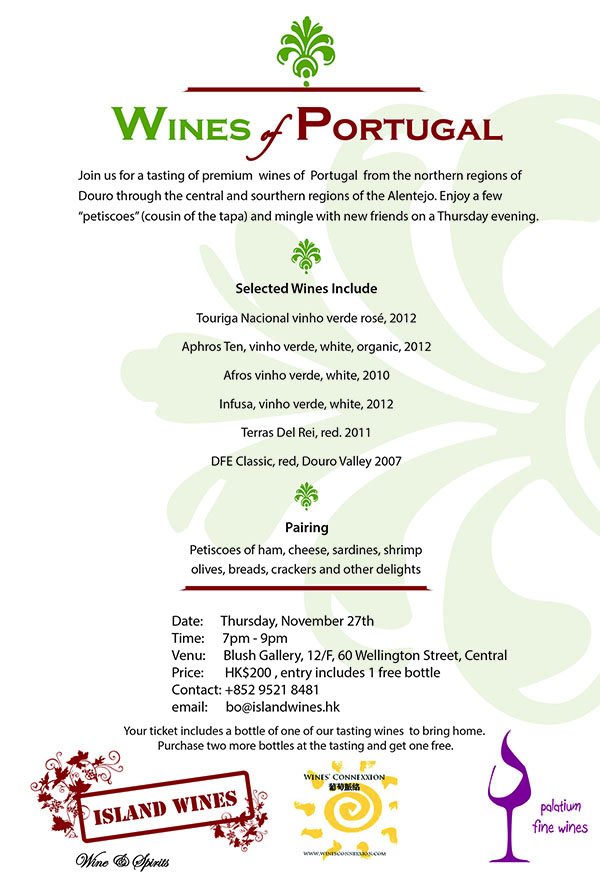 WINES of PORTUGAL
Join us for a tasting of premium wines of Portugal from the northern regions of
Douro through the central and sourthern regions of the Alentejo. Enjoy a few
“petiscoes” (cousin of the tapa) and mingle with new friends on a Thursday evening.
Selected Wines Include
Touriga Nacional vinho verde rosé, 2012
Aphros Ten, vinho verde, white, organic, 2012
Afros vinho verde, white, 2010
Infusa, vinho verde, white, 2012
Terras Del Rei, red. 2011
DFE Classic, red, Douro Valley 2007
Pairing
Petiscoes of ham, cheese, sardines, shrimp
olives, breads, crackers and other delights
Date: Thursday, November 27th
Time: 7pm - 9pm
Venu: Blush Gallery, 12/F, 60 Wellington Street, Central
Price: HK$200 , entry includes 1 free bottle
Contact: +852 9521 8481
email: bo@islandwines.hk
Your ticket includes a bottle of one of our tasting wines to bring home.
Purchase two more bottles at the tasting and get one free.
ISLAND WINES
Wine & Spirits
WINES' CONNEXXION
葡萄脈絡
WWW.WINESCONNEXXION.COM
palatium
fine wines